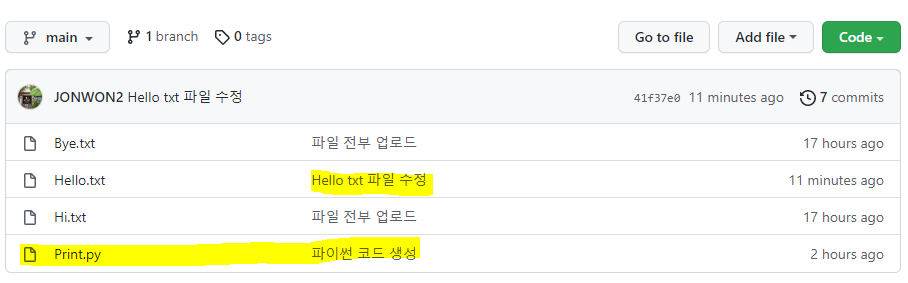 main 1 branch 0 tags Go to file Add file Code
JONWON2 Hello txt 파일 수정 41f37e0 11 minutes ago 7 commits
Bye.txt 파일 전부 업로드 17 hours ago
Hello.txt Hello txt 파일 수정 11 minutes ago
Hi.txt 파일 전부 업로드 17 hours ago
Print.py 파이썬 코드 생성 2 hours ago